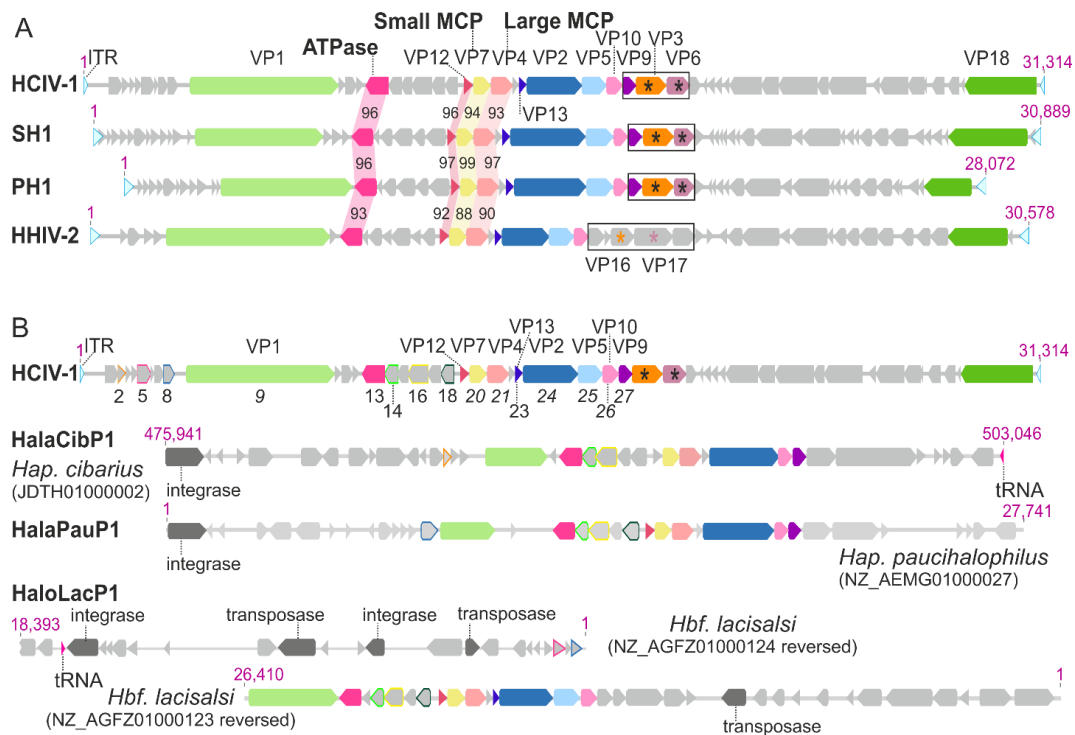 A
Small MCP
Large MCP
ATPase
1
ITR
VP1
VP12
VP7
VP4
VP2
VP5
VP10
VP9
VP3
VP6
VP18
31,314
HCIV-1
* *
VP13
96 96 94 93
1
30,889
SH1
* *
96 97 99 97
1
28,072
PH1
* *
93 92 88 90
1
30,578
HHIV-2
* *
VP16 VP17
B
1
ITR
VP1
VP12
VP7
VP4
VP13
VP2
VP5
VP10
VP9
31,314
HCIV-1
* *
2 5 8 9 13 14 16 18 20 21 23 24 25 26 27
HalaCibP1
475,941
503,046
Hap. cibarius
(JDTH01000002)
integrase
tRNA
HalaPauP1
1
27,741
integrase
Hap. paucihalophilus
(NZ_AEMG01000027)
HaloLacP1
18,393
integrase
transposase
integrase
transposase
1
tRNA
Hbf. lacisalsi
(NZ_AGFZ01000124 reversed)
26,410
1
Hbf. lacisalsi
(NZ_AGFZ01000123 reversed)
transposase